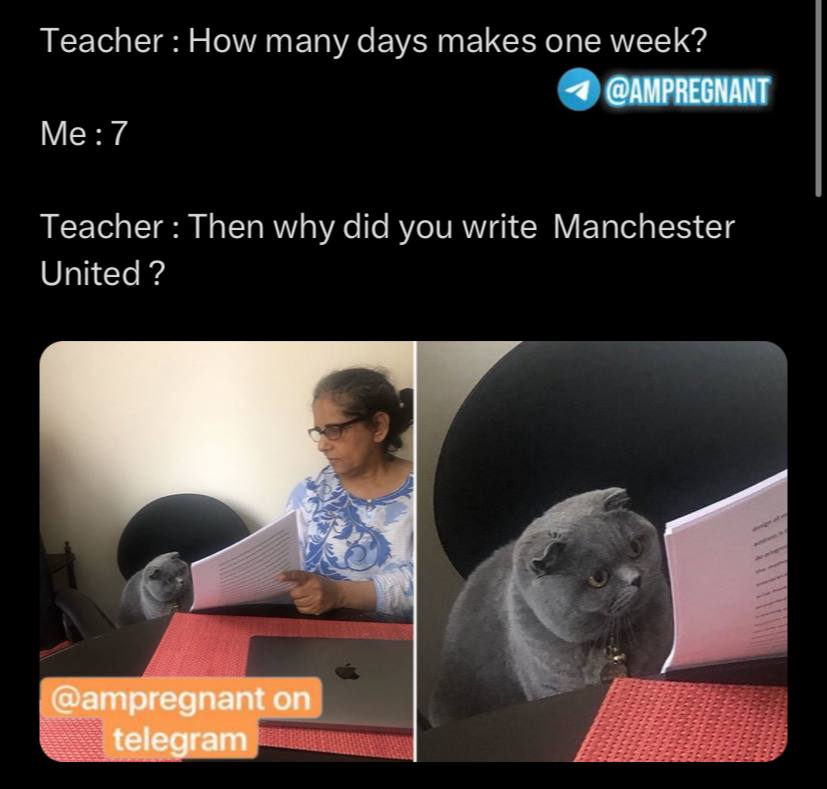 Teacher : How many days makes one week?
@AMPREGNANT
Me : 7
Teacher : Then why did you write Manchester
United ?
@ampregnant on
telegram